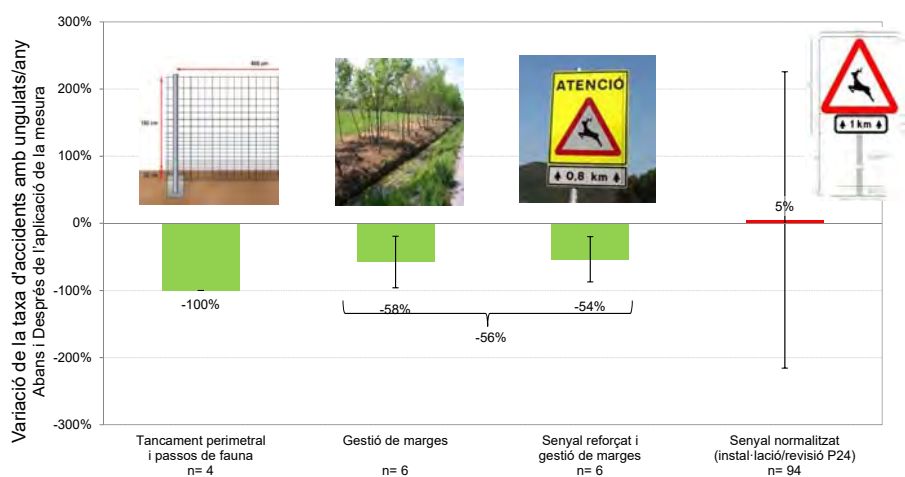 Variació de la taxa d'accidents amb ungulats/any
Abans i Després de l'aplicació de la mesura
300%
200%
100%
0%
-100%
-200%
-300%
ATENCIÓ
0,8 km
1 km
-100%
-58%
-54%
-56%
5%
Tancament perimetral
i passos de fauna
n= 4
Gestió de marges
n= 6
Senyal reforçat i
gestió de marges
n= 6
Senyal normalitzat
(instal·lació/revisió P24)
n= 94